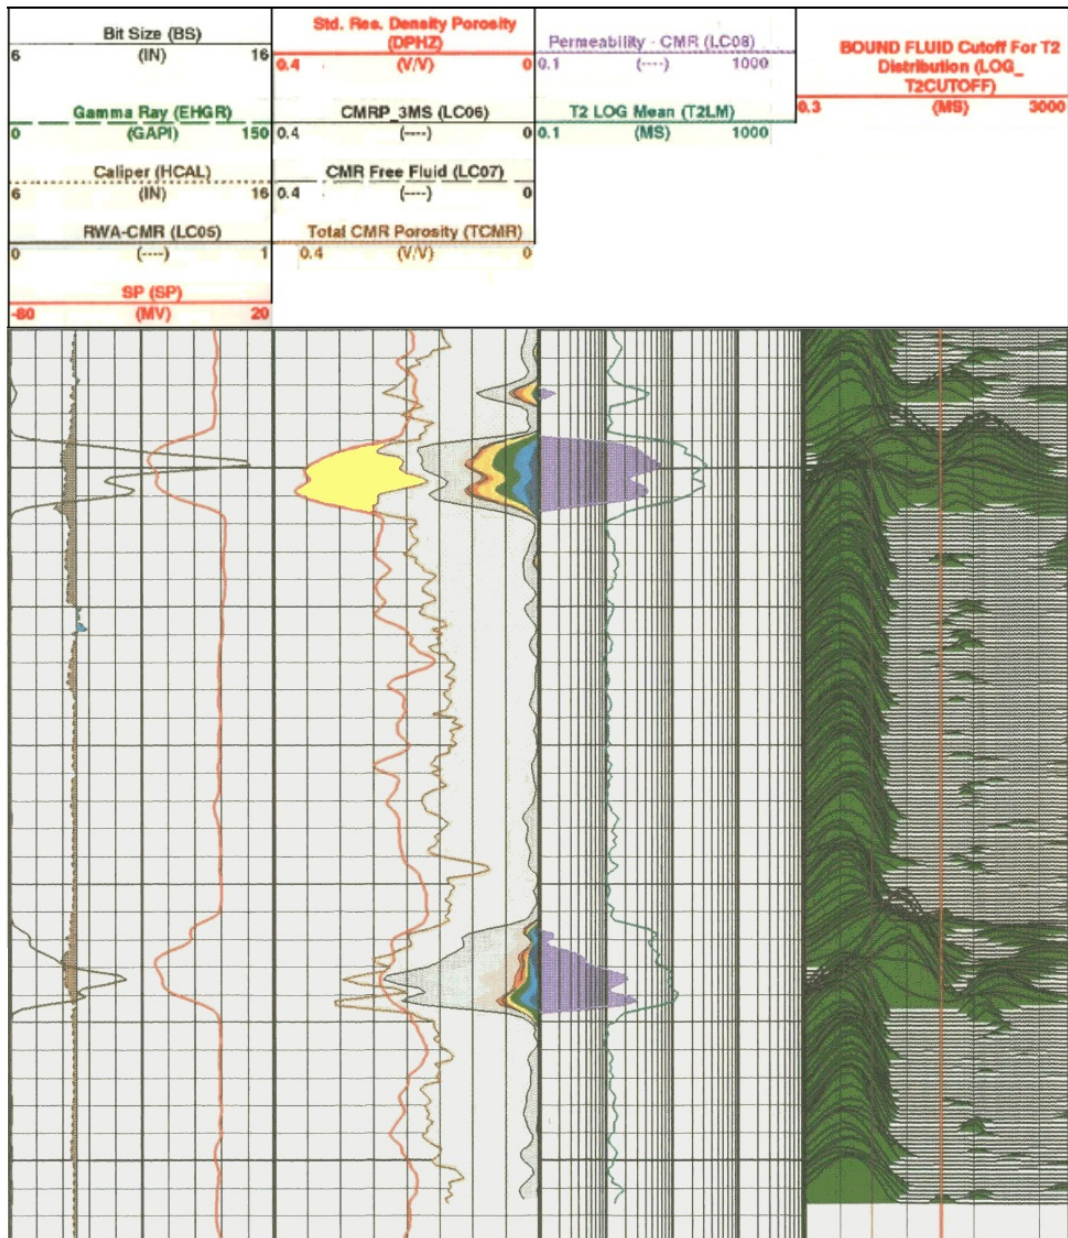 Bit Size (BS)
6 (IN) 16
Gamma Ray (EHGR)
0 (GAPI) 150
Caliper (HCAL)
6 (IN) 16
RWA-CMR (LC05)
0 (----) 1
SP (SP)
-80 (MV) 20
Std. Res. Density Porosity
(DPHZ)
0.4 (V/V) 0
CMRP_3MS (LC06)
0.4 (----) 0
CMR Free Fluid (LC07)
0.4 (----) 0
Total CMR Porosity (TCMR)
0.4 (V/V) 0
Permeability - CMR (LC08)
0.1 (----) 1000
T2 LOG Mean (T2LM)
0.1 (MS) 1000
BOUND FLUID Cutoff For T2
Distribution (LOG_
T2CUTOFF)
0.3 (MS) 3000